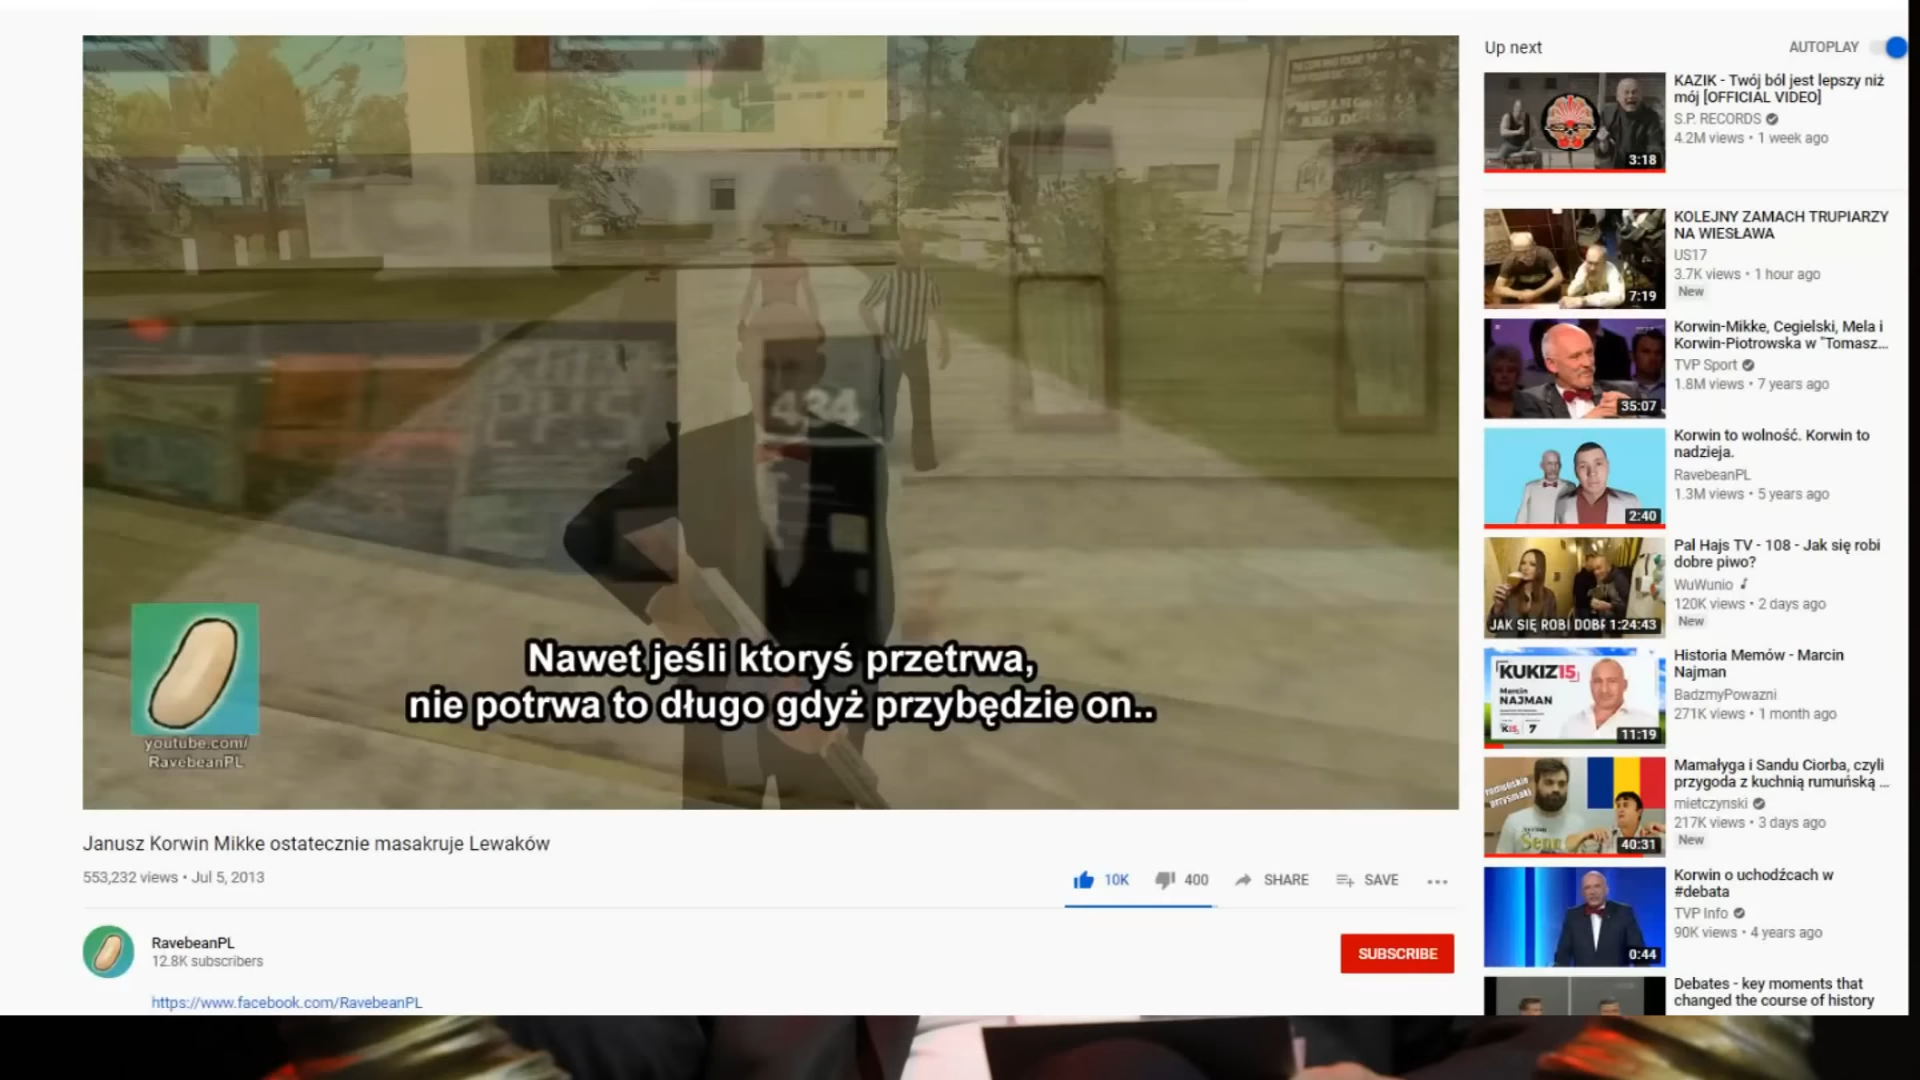 434
Nawet jeśli ktoryś przetrwa,
nie potrwa to długo gdyż przybędzie on..
youtube.com/
RavebeanPL
Janusz Korwin Mikke ostatecznie masakruje Lewaków
553,232 views • Jul 5, 2013
10K
400
SHARE
SAVE
RavebeanPL
12.8K subscribers
SUBSCRIBE
https://www.facebook.com/RavebeanPL
Up next
AUTOPLAY
3:18
KAZIK - Twój ból jest lepszy niż
mój [OFFICIAL VIDEO]
S.P. RECORDS
4.2M views • 1 week ago
7:19
KOLEJNY ZAMACH TRUPIARZY
NA WIESŁAWA
US17
3.7K views • 1 hour ago
New
35:07
Korwin-Mikke, Cegielski, Mela i
Korwin-Piotrowska w "Tomasz...
TVP Sport
1.8M views • 7 years ago
2:40
Korwin to wolność. Korwin to
nadzieja.
RavebeanPL
1.3M views • 5 years ago
JAK SIĘ ROBI DOBF 1:24:43
Pal Hajs TV - 108 - Jak się robi
dobre piwo?
WuWunio
120K views • 2 days ago
New
KUKIZ15
Marcin
NAJMAN
K15 7
11:19
Historia Memów - Marcin
Najman
BadzmyPowazni
271K views • 1 month ago
40:31
Mamałyga i Sandu Ciorba, czyli
przygoda z kuchnią rumuńską ...
mietczynski
217K views • 3 days ago
New
0:44
Korwin o uchodźcach w
#debata
TVP Info
90K views • 4 years ago
Debates - key moments that
changed the course of history